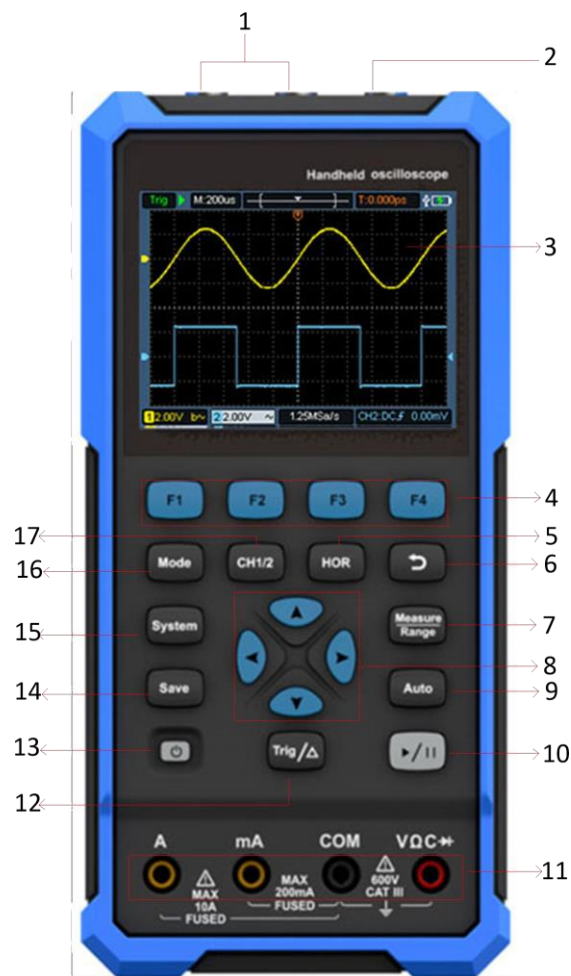 1
2
Handheld oscilloscope
Trig M:200us T:0.000ps
3
1 2.00V 2 2.00V 1.25MSa/s CH2:DC 0.00mV
F1 F2 F3 F4 4
17 5
16 Mode CH1/2 HOR 6
15 System Measure 7
Range
8
14 Save Auto 9
13 Trig/△ ▶/II 10
12
A mA COM VΩC
11
MAX 10A FUSED
MAX 200mA FUSED
600V CAT III